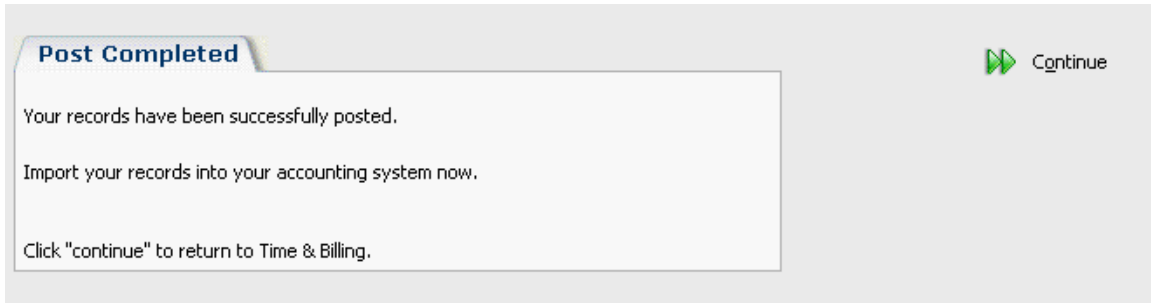 Post Completed
Continue
Your records have been successfully posted.
Import your records into your accounting system now.
Click "continue" to return to Time & Billing.